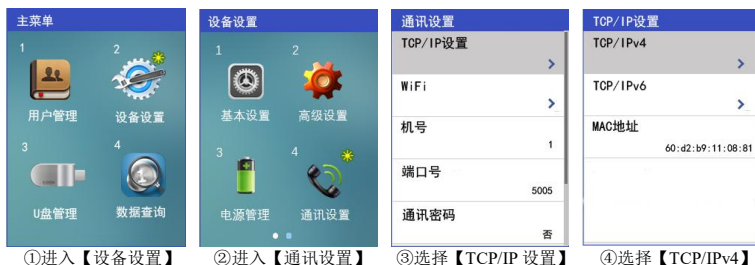 主菜单
1
2
用户管理
设备设置
3
4
U盘管理
数据查询
①进入【设备设置】
设备设置
1
2
基本设置
高级设置
3
4
电源管理
通讯设置
②进入【通讯设置】
通讯设置
TCP/IP设置
>
WiFi
>
机号
1
端口号
5005
通讯密码
否
③选择【TCP/IP 设置】
TCP/IP设置
TCP/IPv4
>
TCP/IPv6
>
MAC地址
60:d2:b9:11:08:81
④选择【TCP/IPv4】